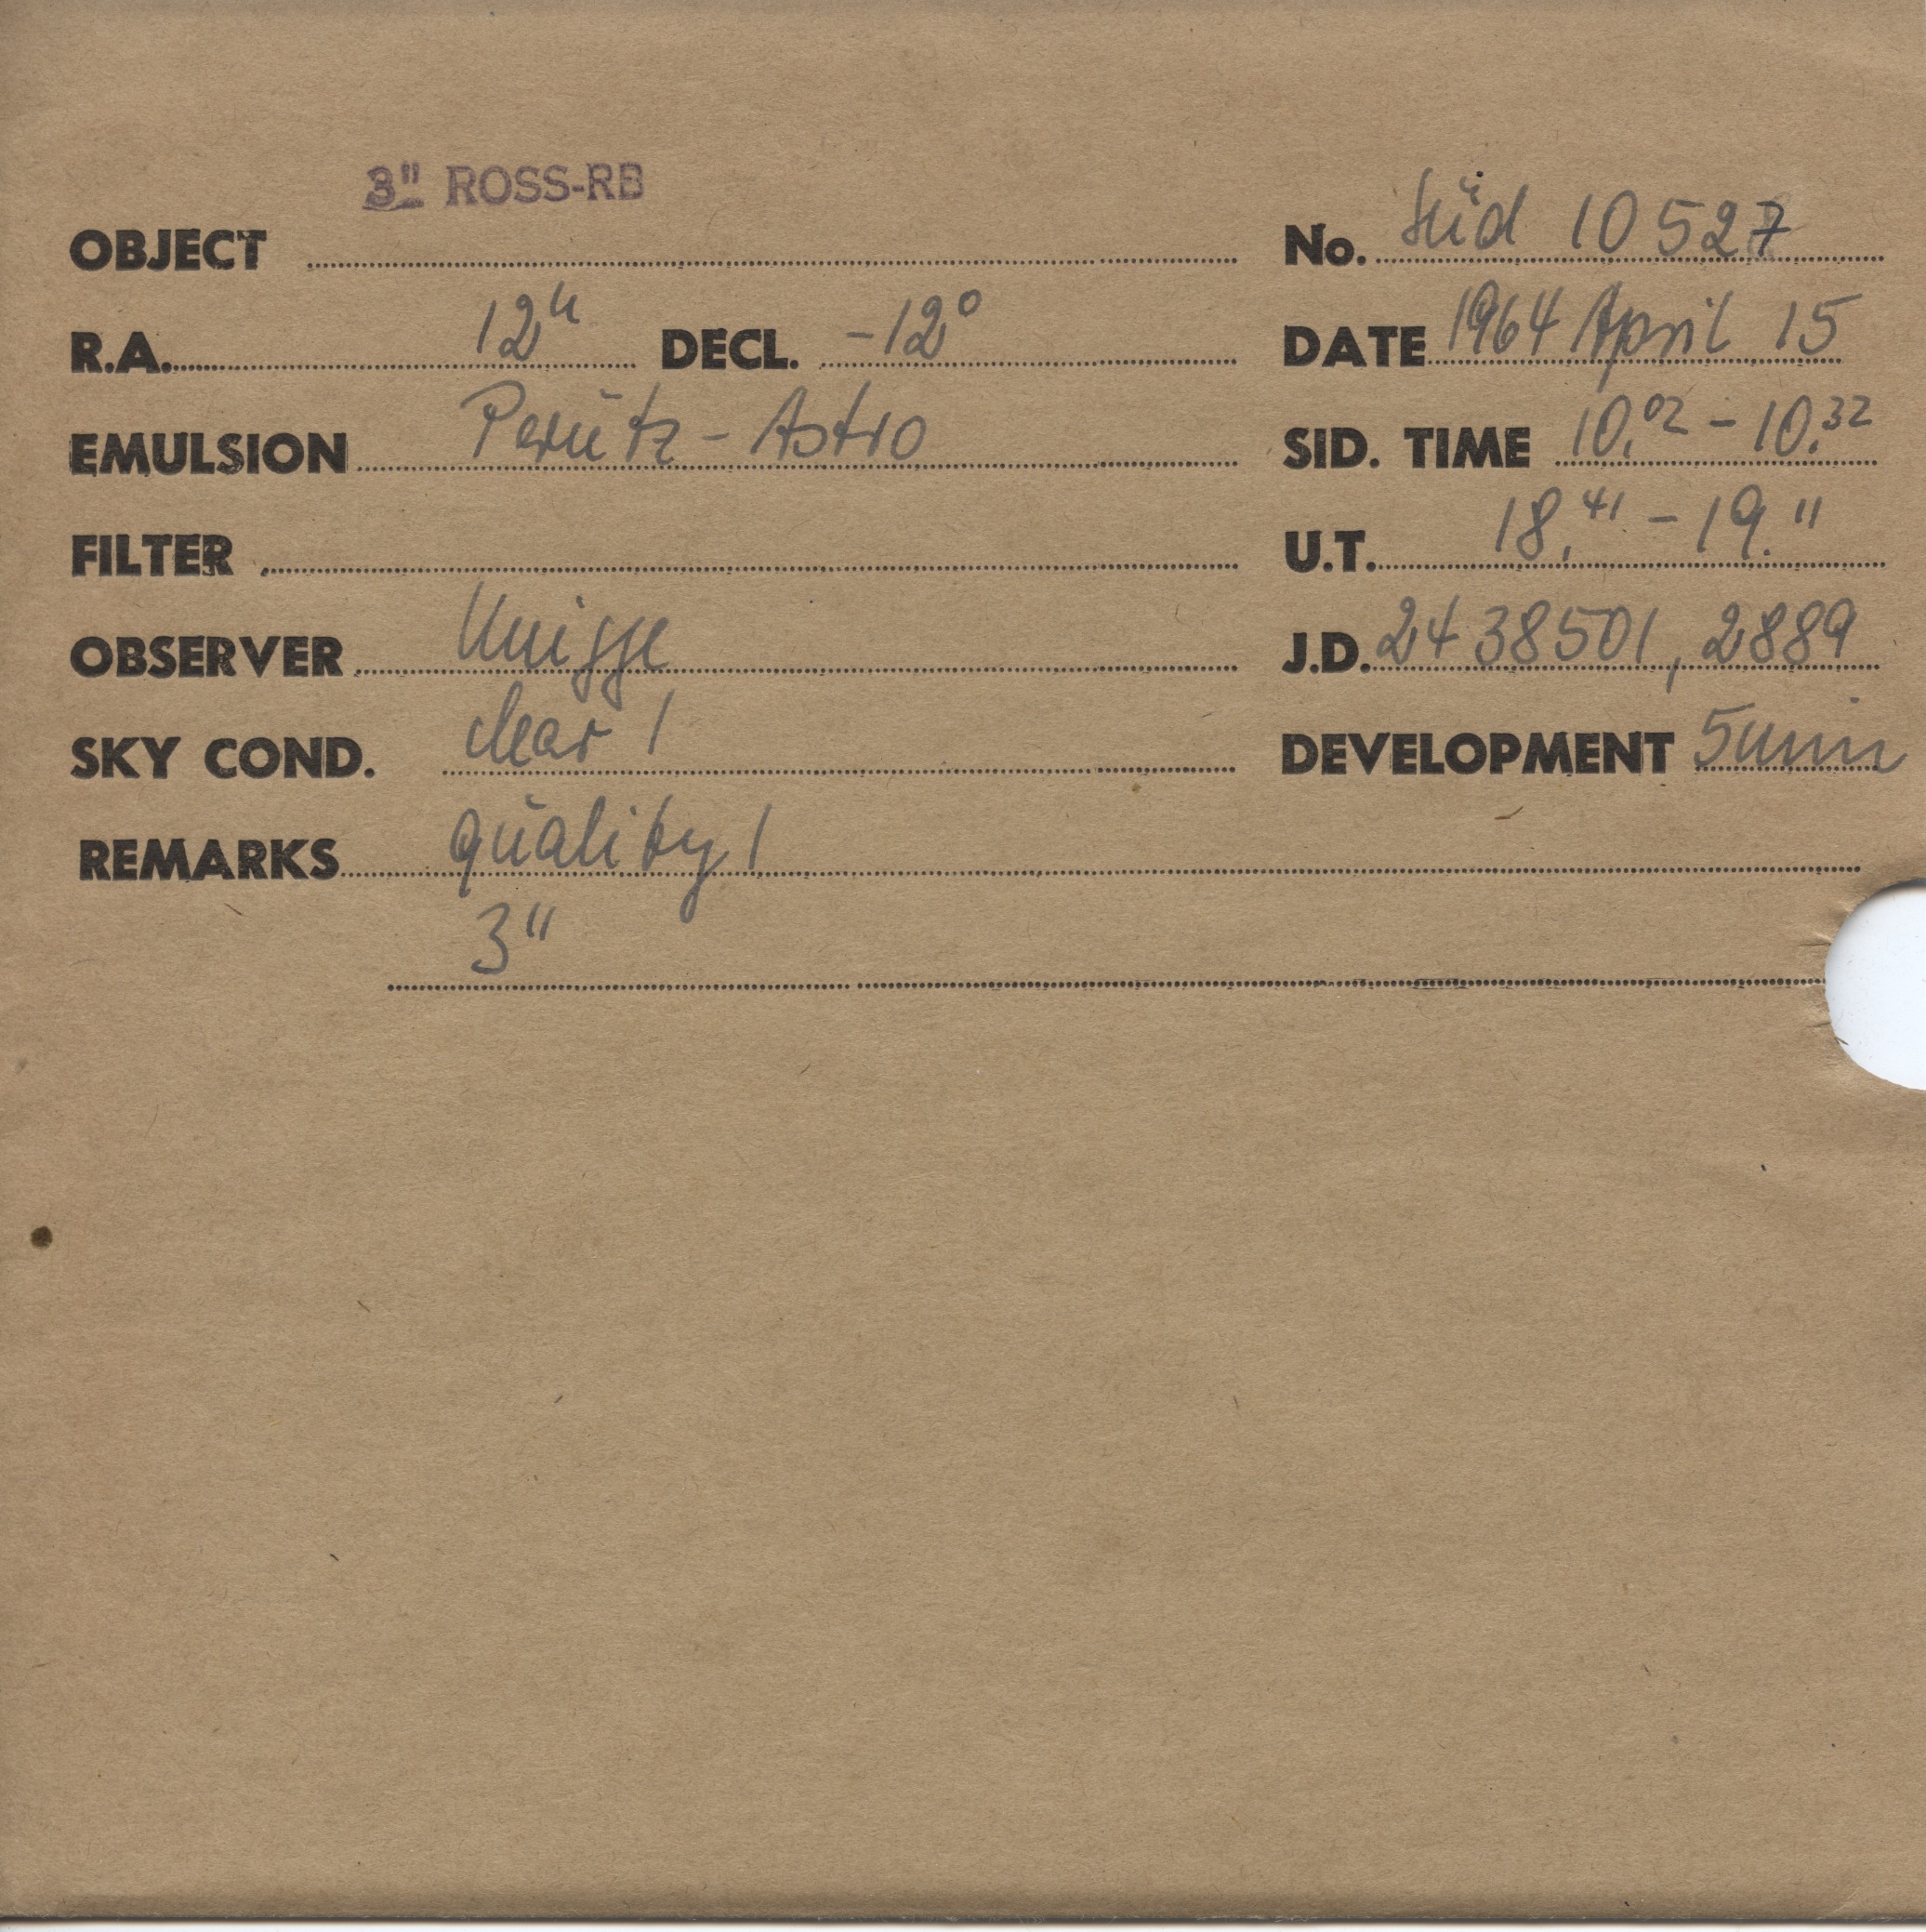 3" ROSS-RB
OBJECT
No. Süd 10527
R.A. 12h DECL. -12°
DATE 1964 April 15
EMULSION Perutz - Astro
SID. TIME 10.02 - 10.32
FILTER
U.T. 18.41 - 19.11
OBSERVER Knigge
J.D. 2438501,2889
SKY COND. clear 1
DEVELOPMENT 5min
REMARKS quality 1
3"